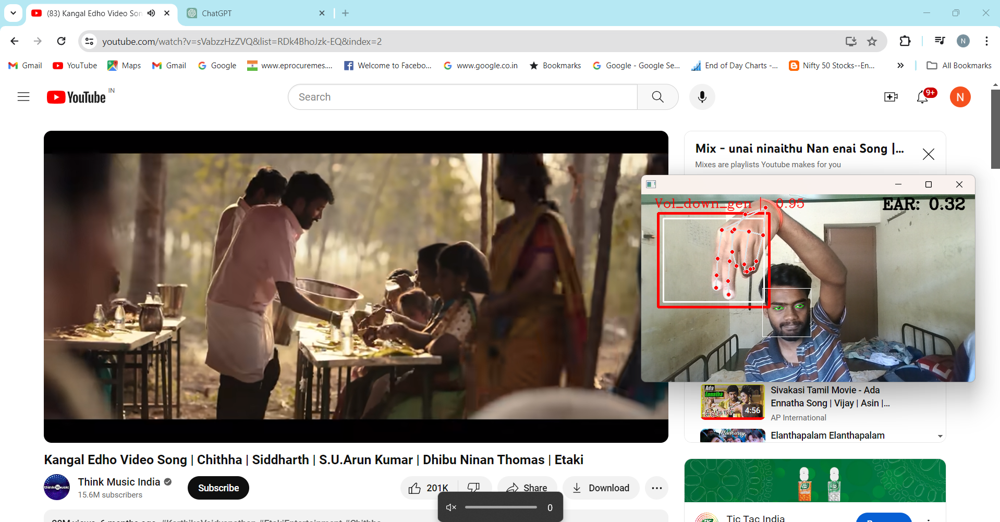 (83) Kangal Edho Video Son
ChatGPT
youtube.com/watch?v=sVabzzHzZVQ&list=RDk4BhoJzk-EQ&index=2
N
Gmail
YouTube
Maps
Gmail
Google
www.eprocuremes....
Welcome to Facebo...
www.google.co.in
Bookmarks
Google - Google Se...
End of Day Charts -...
Nifty 50 Stocks--En...
All Bookmarks
YouTube IN
Search
9+
N
Mix - unai ninaithu Nan enai Song |...
Mixes are playlists Youtube makes for you
Vol_down_gen | 0.95
EAR: 0.32
Ada
Ennatha
4:56
Sivakasi Tamil Movie - Ada
Ennatha Song | Vijay | Asin |...
AP International
Madhurey
Elanthapalam Elanthapalam
Kangal Edho Video Song | Chithha | Siddharth | S.U.Arun Kumar | Dhibu Ninan Thomas | Etaki
think music
Think Music India
15.6M subscribers
Subscribe
201K
Share
Download
0
Tic Tac India